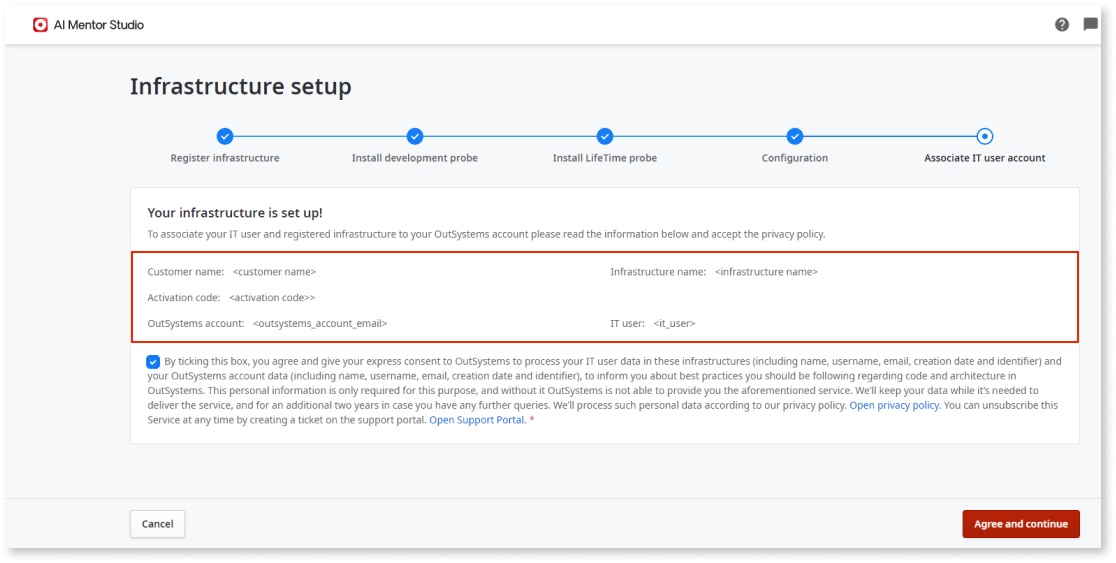 AI Mentor Studio
Infrastructure setup
Register infrastructure
Install development probe
Install LifeTime probe
Configuration
Associate IT user account
Your infrastructure is set up!
To associate your IT user and registered infrastructure to your OutSystems account please read the information below and accept the privacy policy.
Customer name: <customer name>
Infrastructure name: <infrastructure name>
Activation code: <activation code>>
OutSystems account: <outsystems_account_email>
IT user: <it_user>
By ticking this box, you agree and give your express consent to OutSystems to process your IT user data in these infrastructures (including name, username, email, creation date and identifier) and
your OutSystems account data (including name, username, email, creation date and identifier), to inform you about best practices you should be following regarding code and architecture in
OutSystems. This personal information is only required for this purpose, and without it OutSystems is not able to provide you the aforementioned service. We'll keep your data while it's needed to
deliver the service, and for an additional two years in case you have any further queries. We'll process such personal data according to our privacy policy. Open privacy policy. You can unsubscribe this
Service at any time by creating a ticket on the support portal. Open Support Portal. *
Cancel
Agree and continue